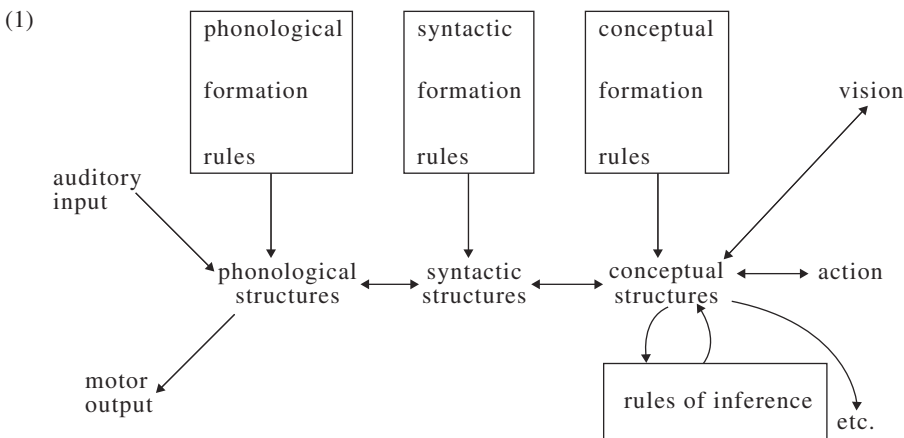 (1)
phonological
formation
rules
syntactic
formation
rules
conceptual
formation
rules
vision
auditory
input
phonological
structures
syntactic
structures
conceptual
structures
action
motor
output
rules of inference
etc.